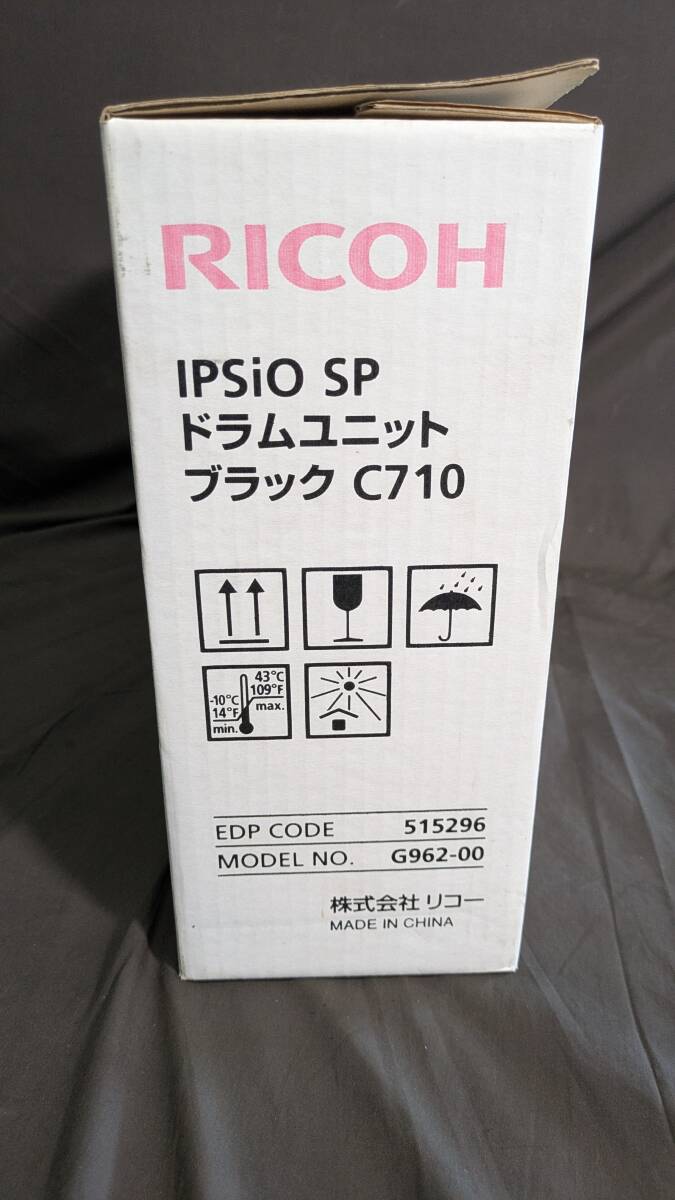 RICOH
IPSiO SP
ドラムユニット
ブラック C710
43°C
109°F
max.
-10°C
14°F
min.
EDP CODE 515296
MODEL NO. G962-00
株式会社 リコー
MADE IN CHINA